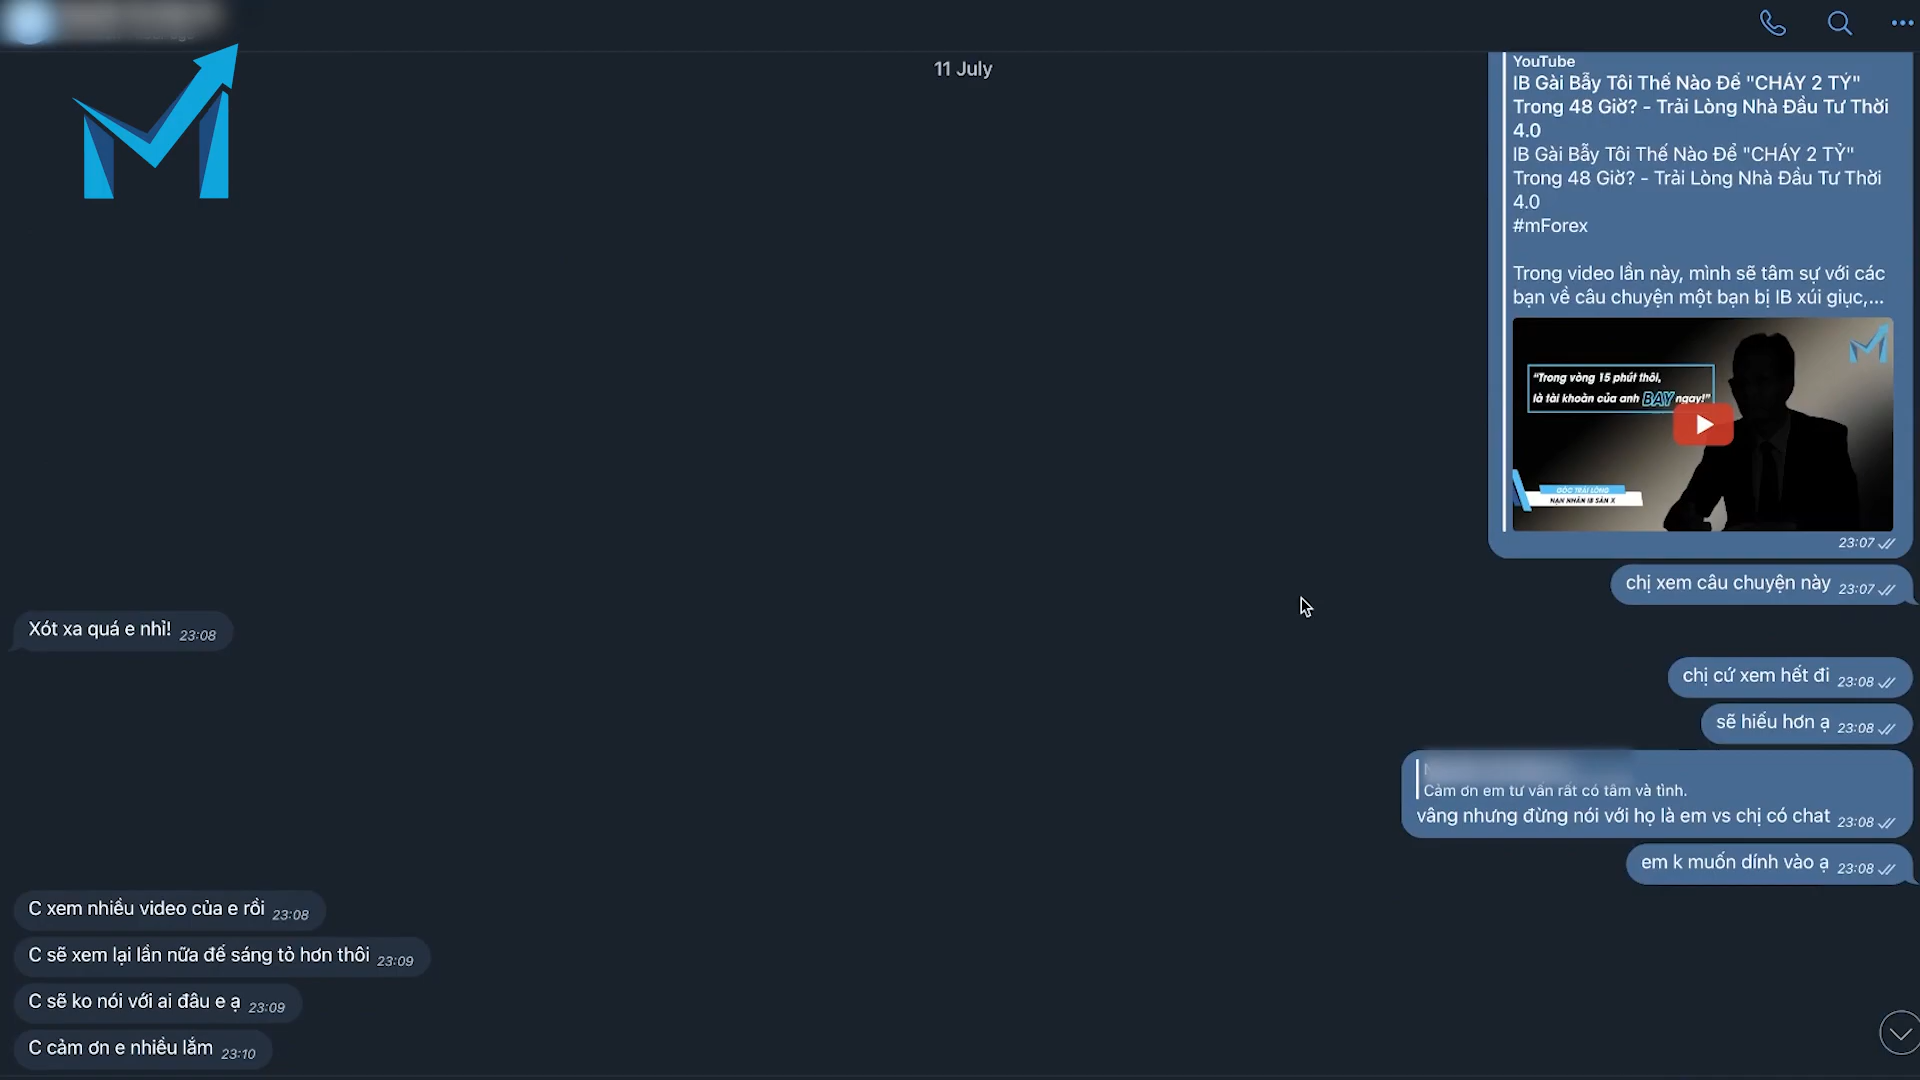 11 July
YouTube
IB Gài Bẫy Tôi Thế Nào Để "CHÁY 2 TỶ"
Trong 48 Giờ? - Trải Lòng Nhà Đầu Tư Thời
4.0
IB Gài Bẫy Tôi Thế Nào Để "CHÁY 2 TỶ"
Trong 48 Giờ? - Trải Lòng Nhà Đầu Tư Thời
4.0
#mForex
Trong video lần này, mình sẽ tâm sự với các
bạn về câu chuyện một bạn bị IB xúi giục,...
"Trong vòng 15 phút thôi,
là tài khoản của anh BAY ngay!"
GÓC TRẢI LÒNG
NẠN NHÂN IB SÀN X
23:07
chị xem câu chuyện này 23:07
Xót xa quá e nhỉ! 23:08
chị cứ xem hết đi 23:08
sẽ hiểu hơn ạ 23:08
Cảm ơn em tư vấn rất có tâm và tình.
vâng nhưng đừng nói với họ là em vs chị có chat 23:08
em k muốn dính vào ạ 23:08
C xem nhiều video của e rồi 23:08
C sẽ xem lại lần nữa để sáng tỏ hơn thôi 23:09
C sẽ ko nói với ai đâu e ạ 23:09
C cảm ơn e nhiều lắm 23:10